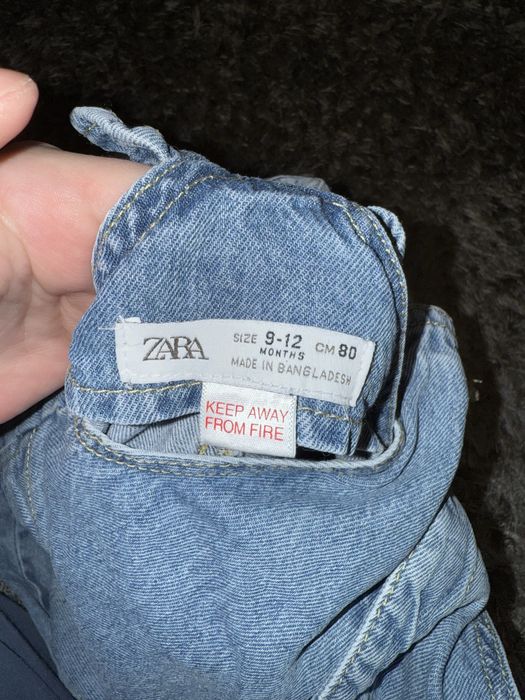 ZARA
SIZE 9-12 CM 80
MONTHS
MADE IN BANGLADESH
KEEP AWAY
FROM FIRE